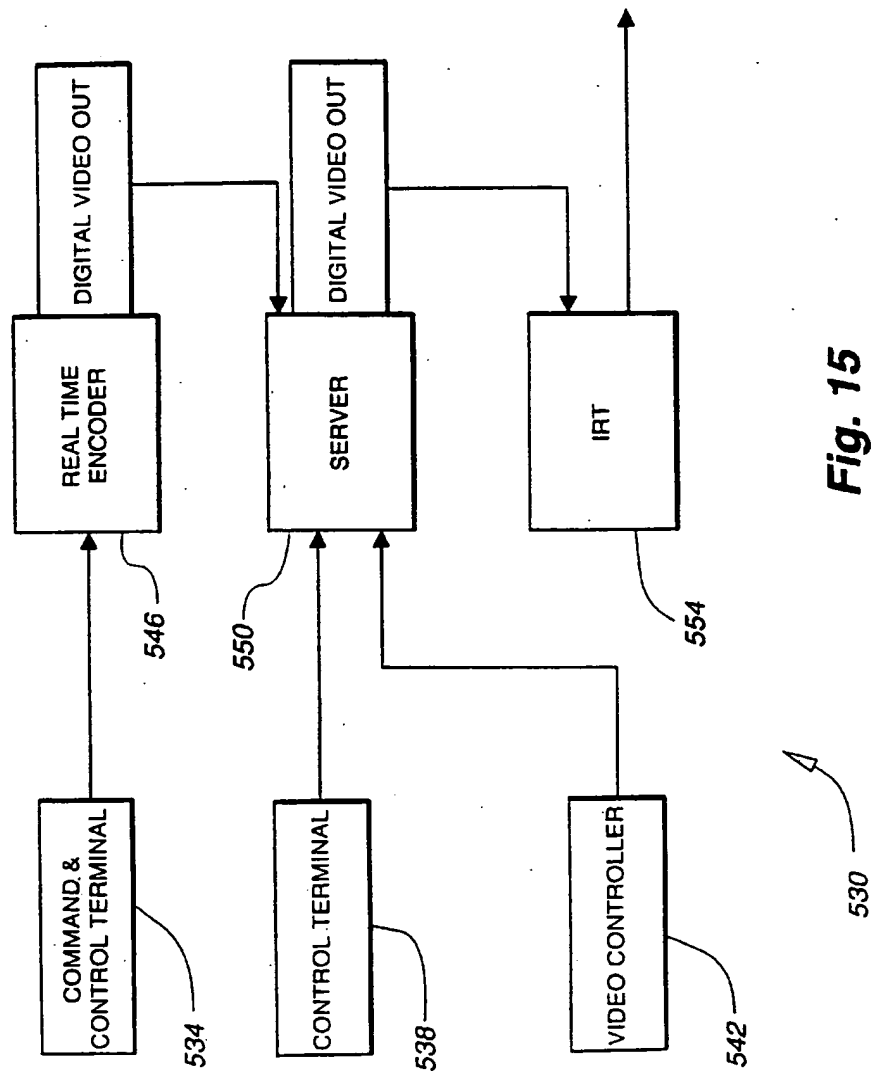 COMMAND &
CONTROL TERMINAL
534
REAL TIME
ENCODER
546
DIGITAL VIDEO OUT
CONTROL TERMINAL
538
SERVER
550
DIGITAL VIDEO OUT
VIDEO CONTROLLER
542
IRT
554
530
Fig. 15